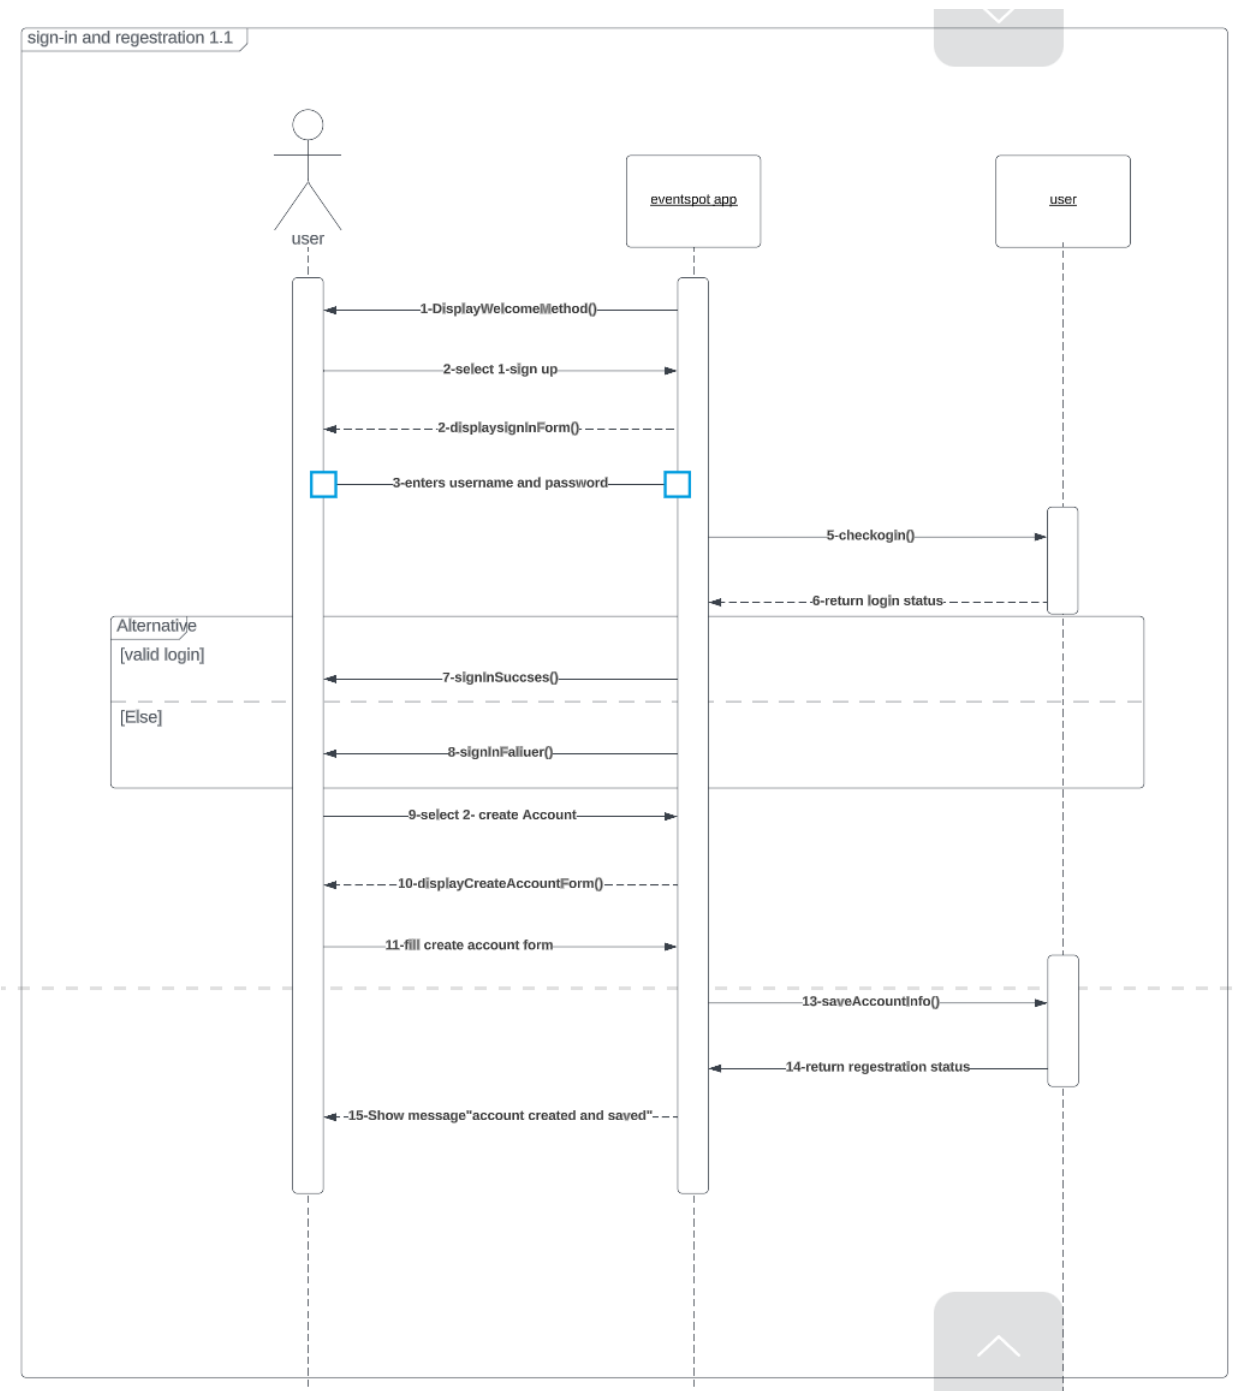 sign-in and regestration 1.1
user
eventspot app
user
1-DisplayWelcomeMethod()
2-select 1-sign up
2-displaysignInForm()
3-enters username and password
5-checkogin()
6-return login status
Alternative
[valid login]
7-signInSuccses()
[Else]
8-signInFaliuer()
9-select 2- create Account
10-displayCreateAccountForm()
11-fill create account form
13-saveAccountInfo()
14-return regestration status
15-Show message"account created and saved"